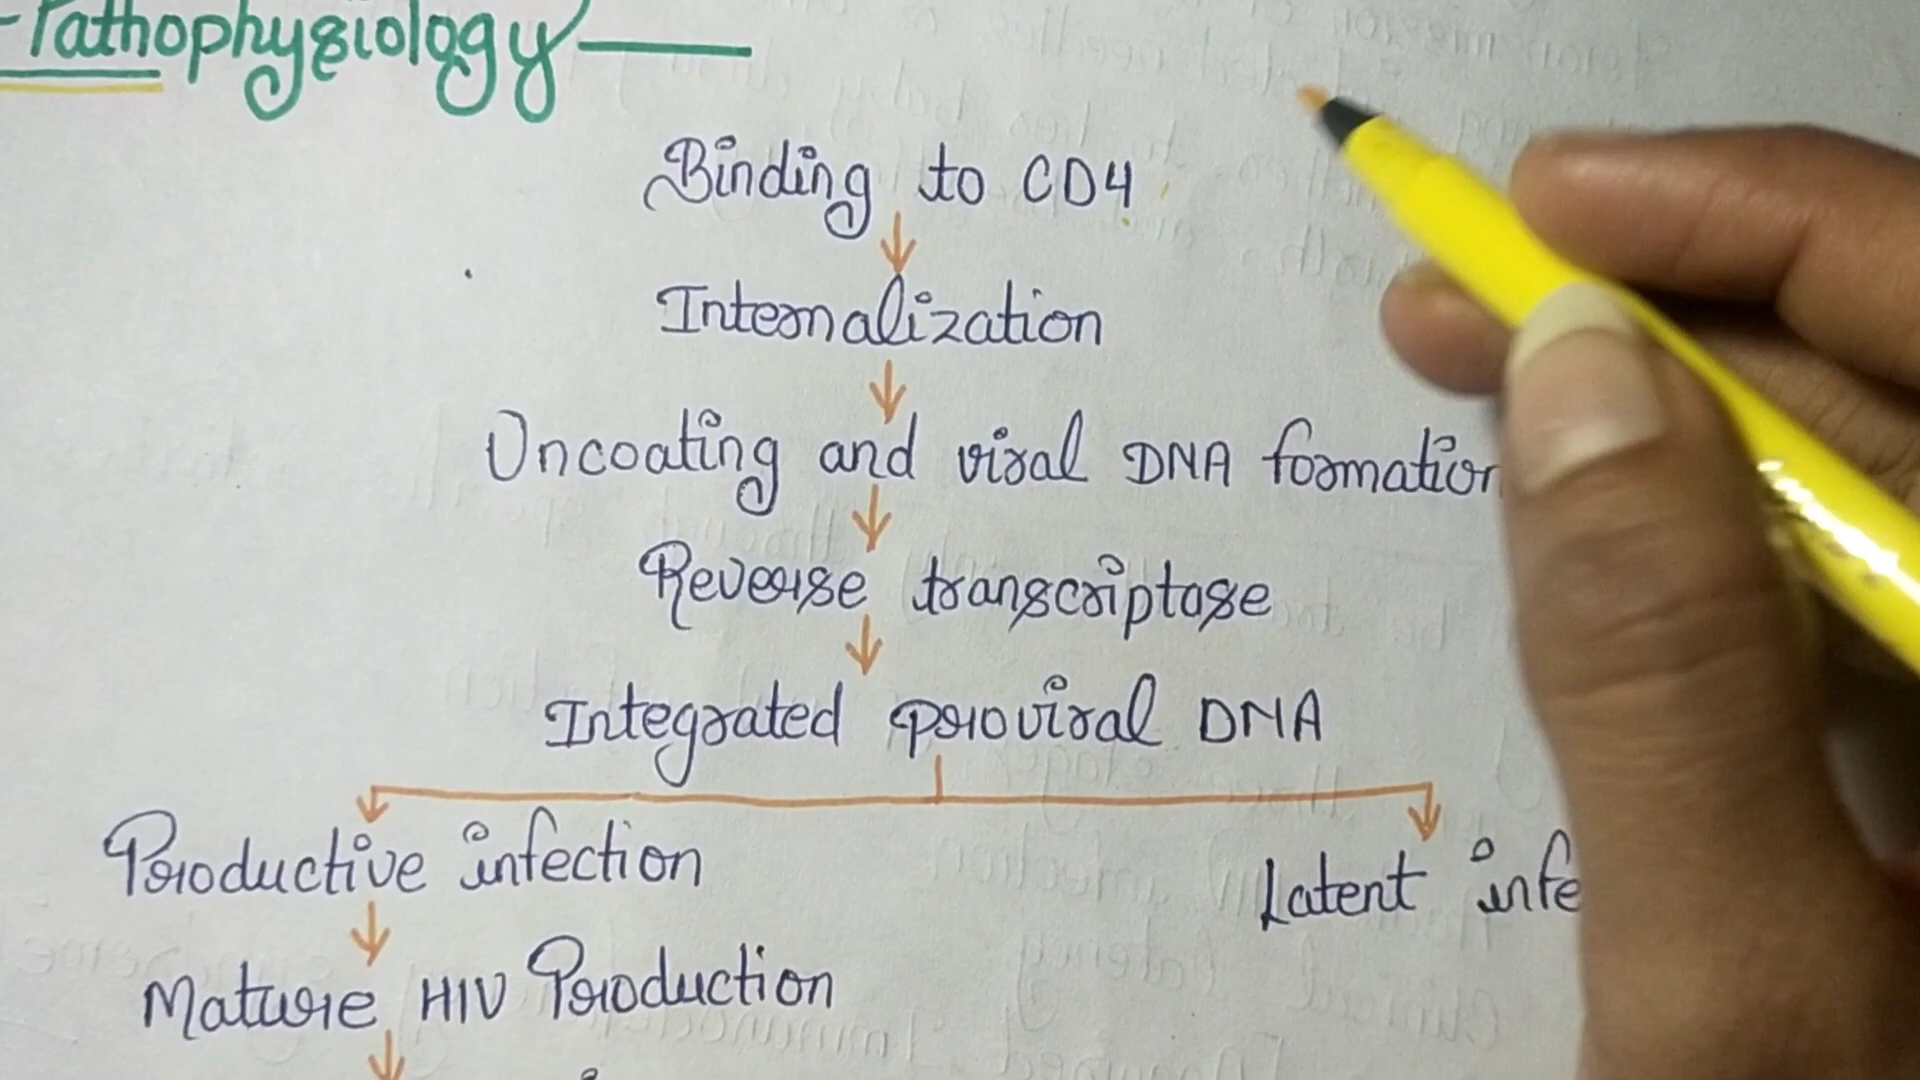 Pathophysiology
Binding to CD4
Internalization
Uncoating and viral DNA formation
Reverse transcriptase
Integrated proviral DNA
Productive infection
Latent infe
Mature HIV Production